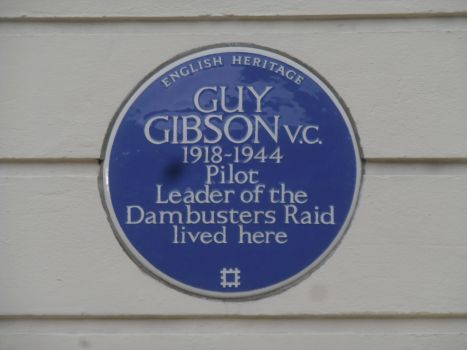 ENGLISH HERITAGE
GUY
GIBSON V.C.
1918-1944
Pilot
Leader of the
Dambusters Raid
lived here